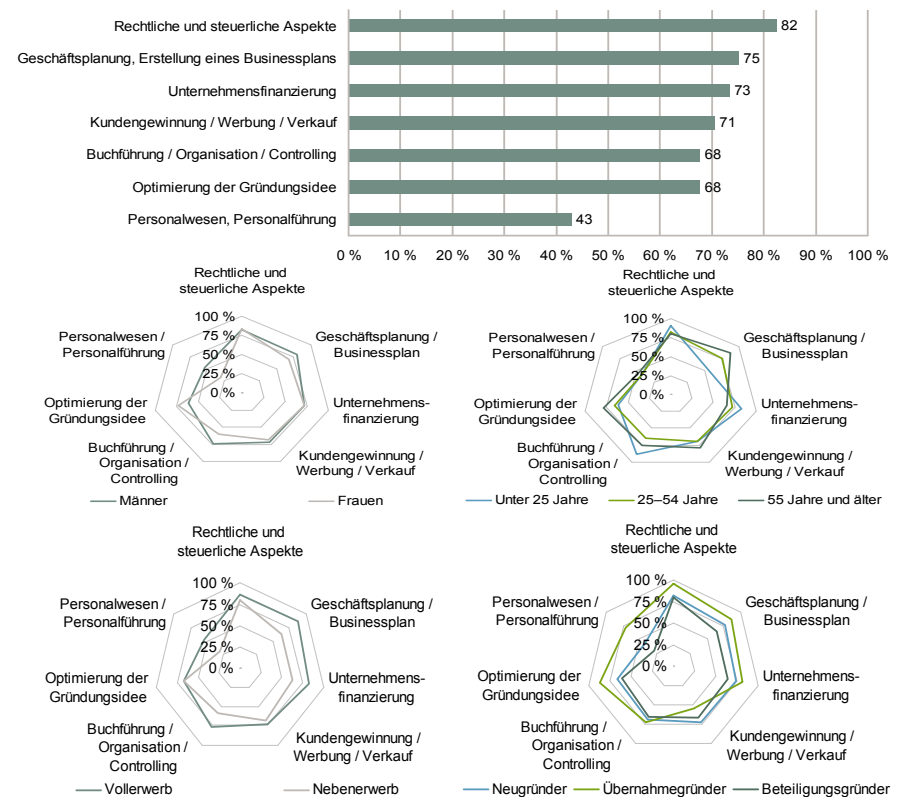 Rechtliche und steuerliche Aspekte
82
Geschäftsplanung, Erstellung eines Businessplans
75
Unternehmensfinanzierung
73
Kundengewinnung / Werbung / Verkauf
71
Buchführung / Organisation / Controlling
68
Optimierung der Gründungsidee
68
Personalwesen, Personalführung
43
0 % 10 % 20 % 30 % 40 % 50 % 60 % 70 % 80 % 90 % 100 %
Rechtliche und
steuerliche Aspekte
100 %
75 %
50 %
25 %
0 %
Geschäftsplanung /
Businessplan
Unternehmens-
finanzierung
Kundengewinnung /
Werbung / Verkauf
Buchführung /
Organisation /
Controlling
Optimierung der
Gründungsidee
Personalwesen /
Personalführung
Männer
Frauen
Rechtliche und
steuerliche Aspekte
100 %
75 %
50 %
25 %
0 %
Geschäftsplanung /
Businessplan
Unternehmens-
finanzierung
Kundengewinnung /
Werbung / Verkauf
Buchführung /
Organisation /
Controlling
Optimierung der
Gründungsidee
Personalwesen /
Personalführung
Unter 25 Jahre
25–54 Jahre
55 Jahre und älter
Rechtliche und
steuerliche Aspekte
100 %
75 %
50 %
25 %
0 %
Geschäftsplanung /
Businessplan
Unternehmens-
finanzierung
Kundengewinnung /
Werbung / Verkauf
Buchführung /
Organisation /
Controlling
Optimierung der
Gründungsidee
Personalwesen /
Personalführung
Vollerwerb
Nebenerwerb
Rechtliche und
steuerliche Aspekte
100 %
75 %
50 %
25 %
0 %
Geschäftsplanung /
Businessplan
Unternehmens-
finanzierung
Kundengewinnung /
Werbung / Verkauf
Buchführung /
Organisation /
Controlling
Optimierung der
Gründungsidee
Personalwesen /
Personalführung
Neugründer
Übernahmegründer
Beteiligungsgründer